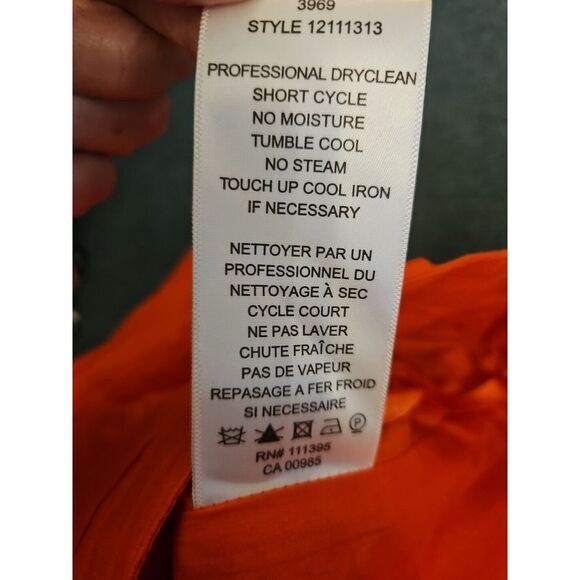 3969
STYLE 12111313
PROFESSIONAL DRYCLEAN
SHORT CYCLE
NO MOISTURE
TUMBLE COOL
NO STEAM
TOUCH UP COOL IRON
IF NECESSARY
NETTOYER PAR UN
PROFESSIONNEL DU
NETTOYAGE À SEC
CYCLE COURT
NE PAS LAVER
CHUTE FRAÎCHE
PAS DE VAPEUR
REPASAGE A FER FROID
SI NECESSAIRE
P
RN# 111395
CA 00985